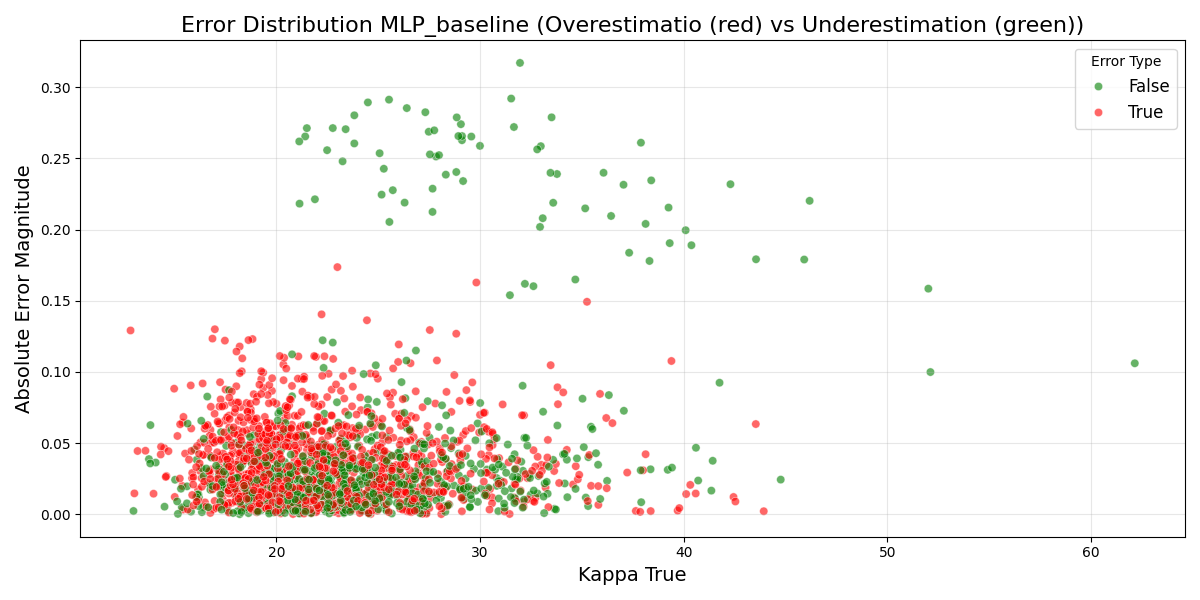 Error Distribution MLP_baseline (Overestimatio (red) vs Underestimation (green))
Absolute Error Magnitude
0.30
0.25
0.20
0.15
0.10
0.05
0.00
Error Type
False
True
20
30
40
50
60
Kappa True